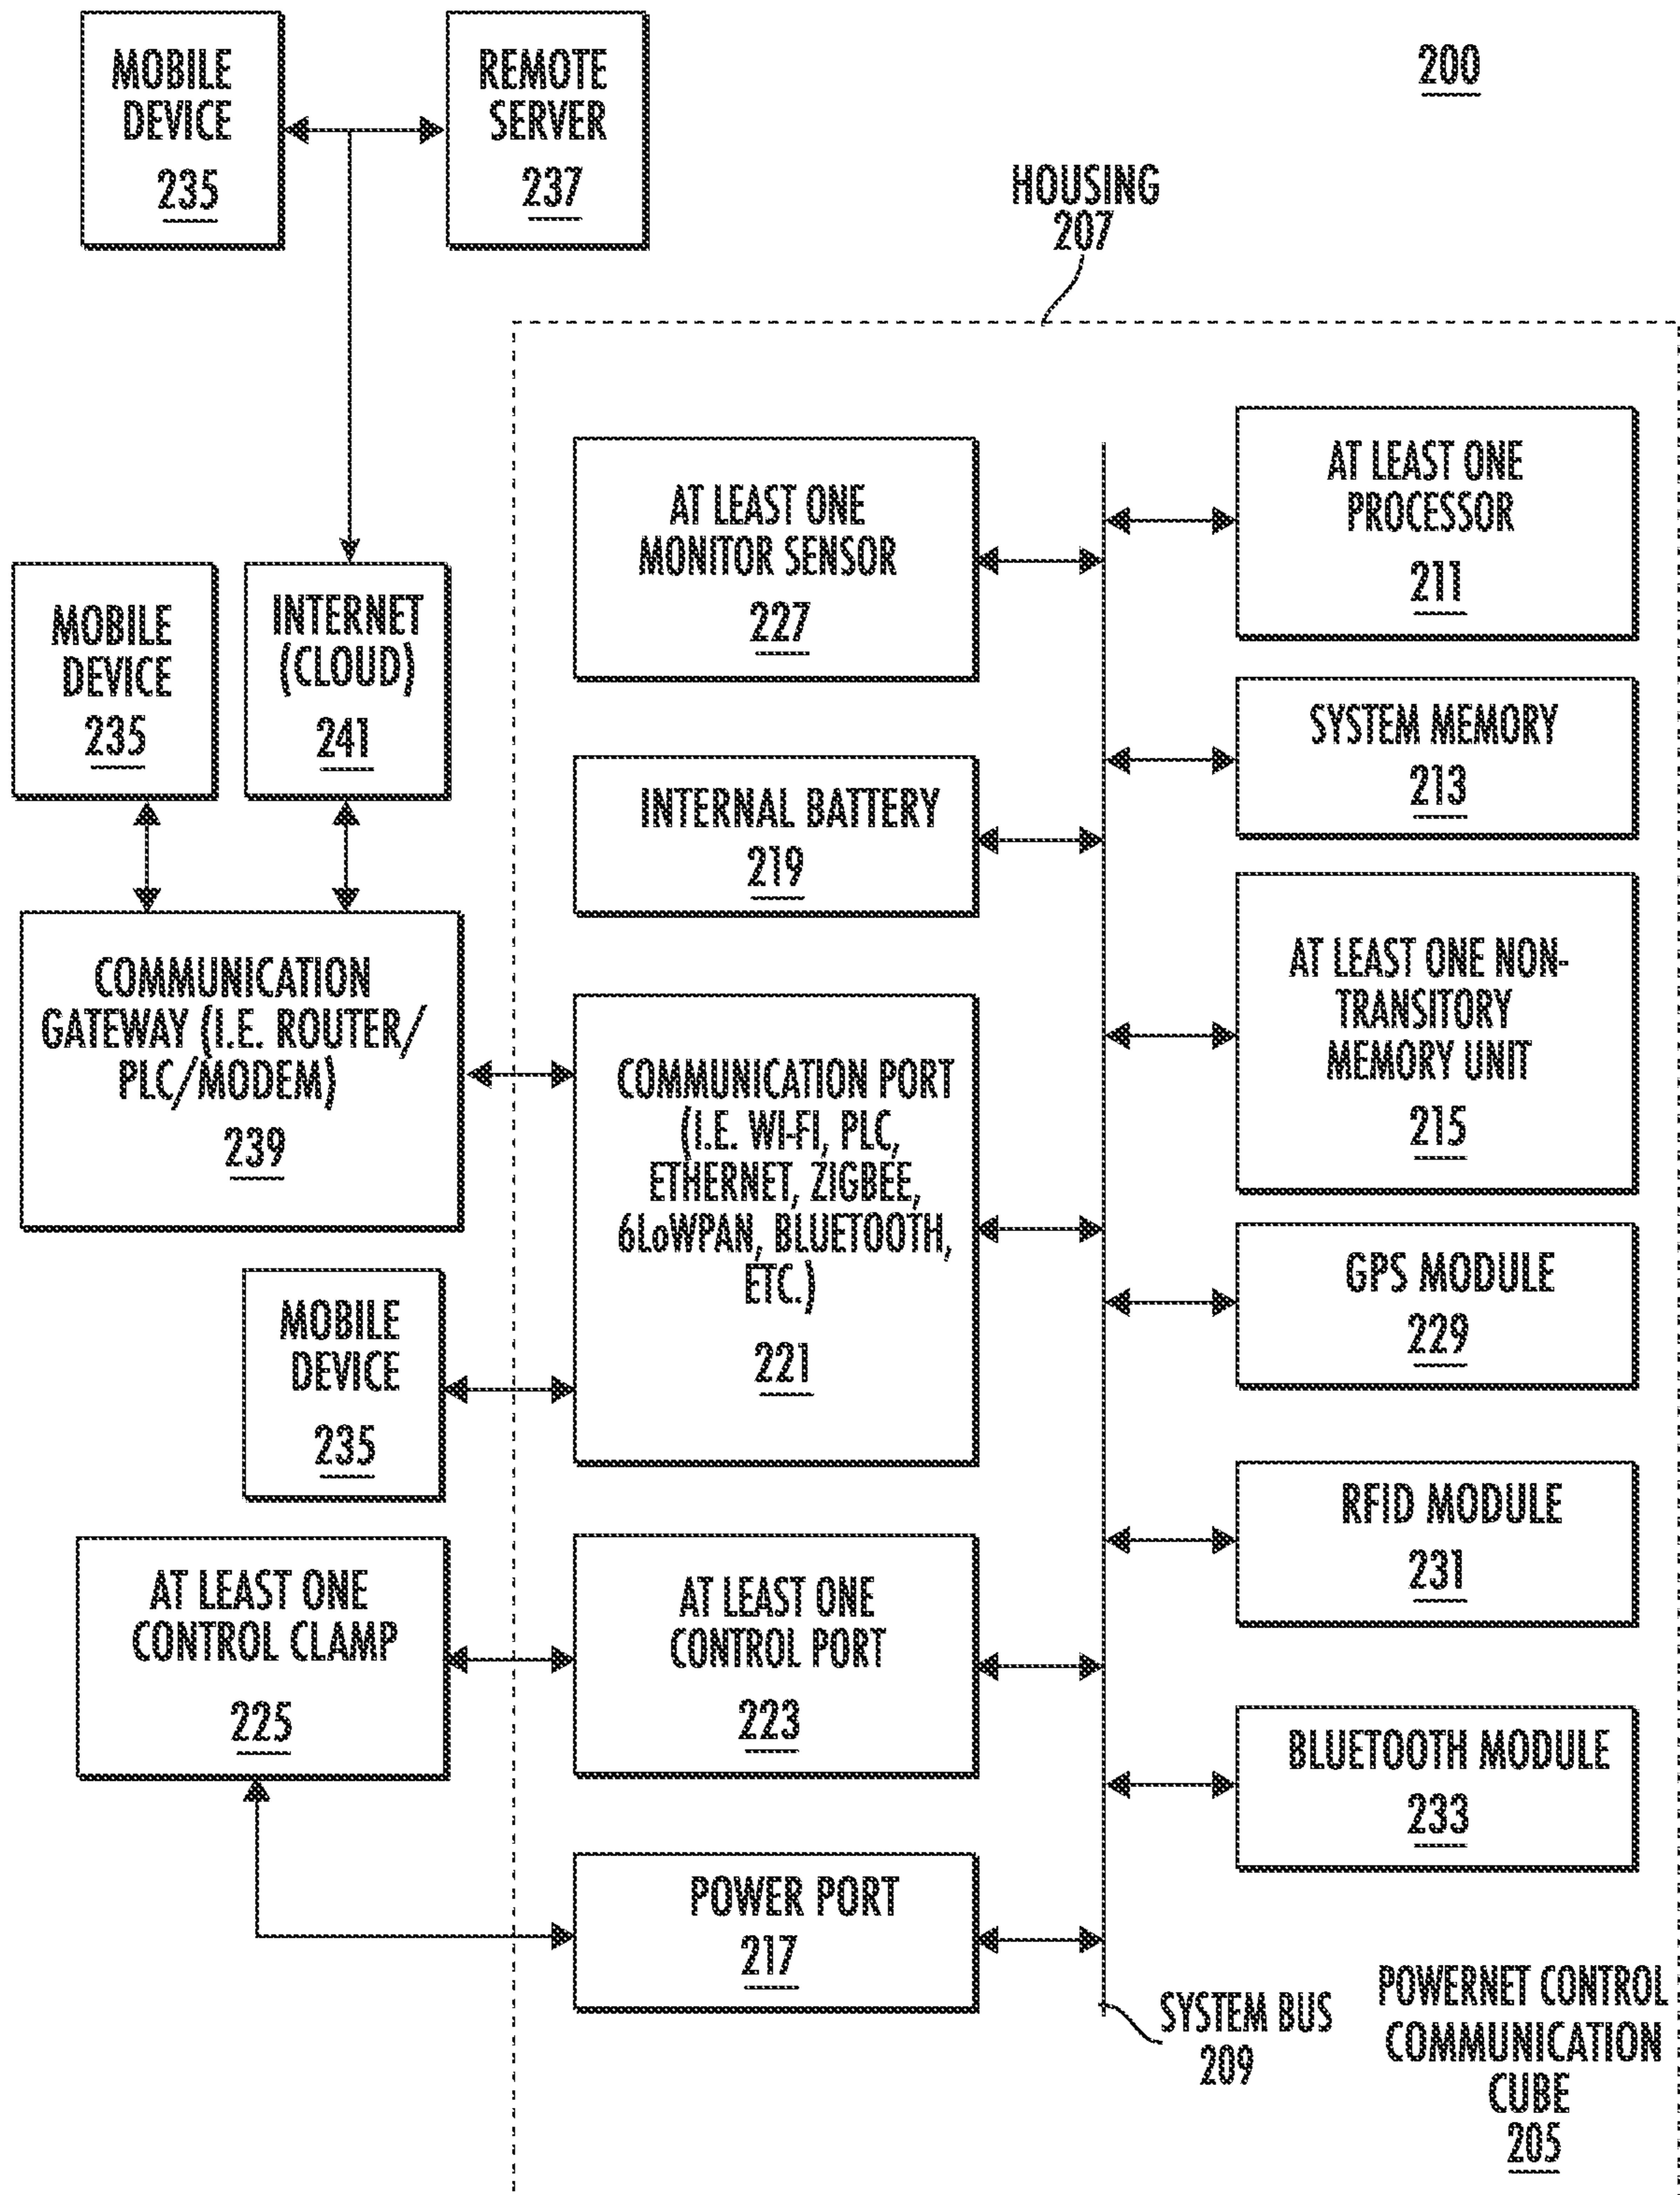 MOBILE
DEVICE
235
REMOTE
SERVER
237
200
HOUSING
207
AT LEAST ONE
MONITOR SENSOR
227
AT LEAST ONE
PROCESSOR
211
MOBILE
DEVICE
235
INTERNET
(CLOUD)
241
SYSTEM MEMORY
213
INTERNAL BATTERY
219
COMMUNICATION
GATEWAY (I.E. ROUTER/
PLC/MODEM)
239
AT LEAST ONE NON-
TRANSITORY
MEMORY UNIT
215
COMMUNICATION PORT
(I.E. WI-FI, PLC,
ETHERNET, ZIGBEE,
6LoWPAN, BLUETOOTH,
ETC.)
221
GPS MODULE
229
MOBILE
DEVICE
235
RFID MODULE
231
AT LEAST ONE
CONTROL CLAMP
225
AT LEAST ONE
CONTROL PORT
223
BLUETOOTH MODULE
233
POWER PORT
217
SYSTEM BUS
209
POWERNET CONTROL
COMMUNICATION
CUBE
205